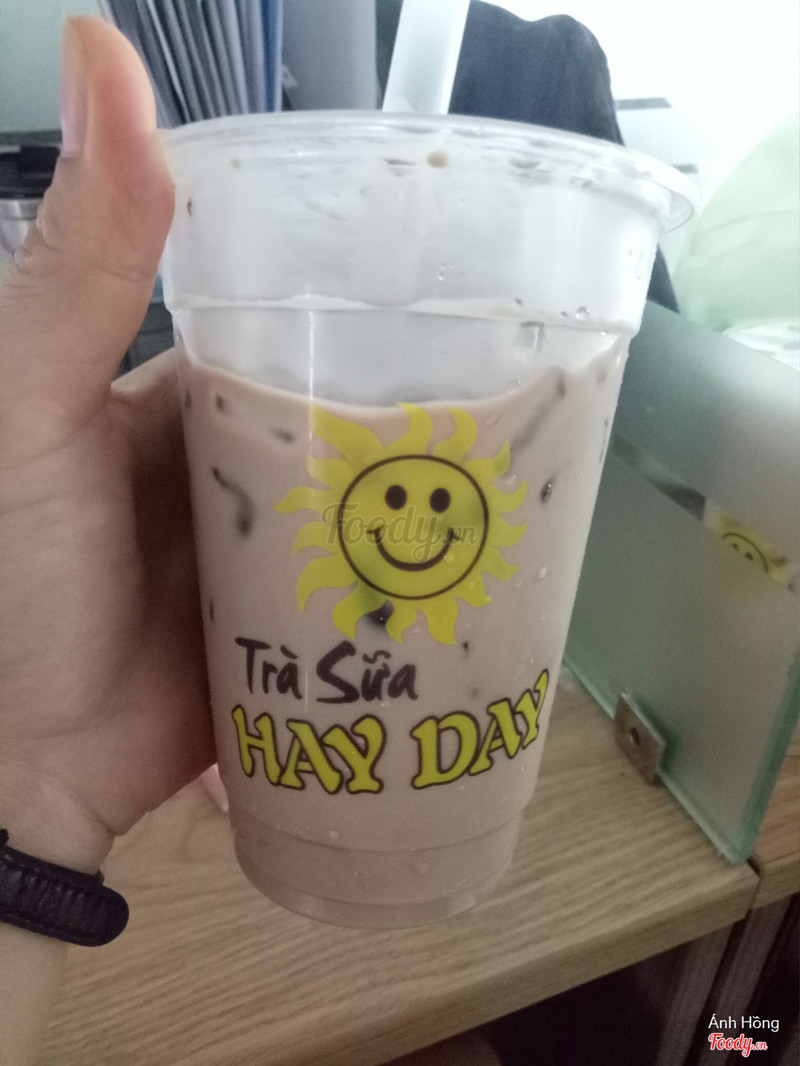 Foody.vn
Trà Sữa
HAY DAY
Ánh Hồng
Foody.vn